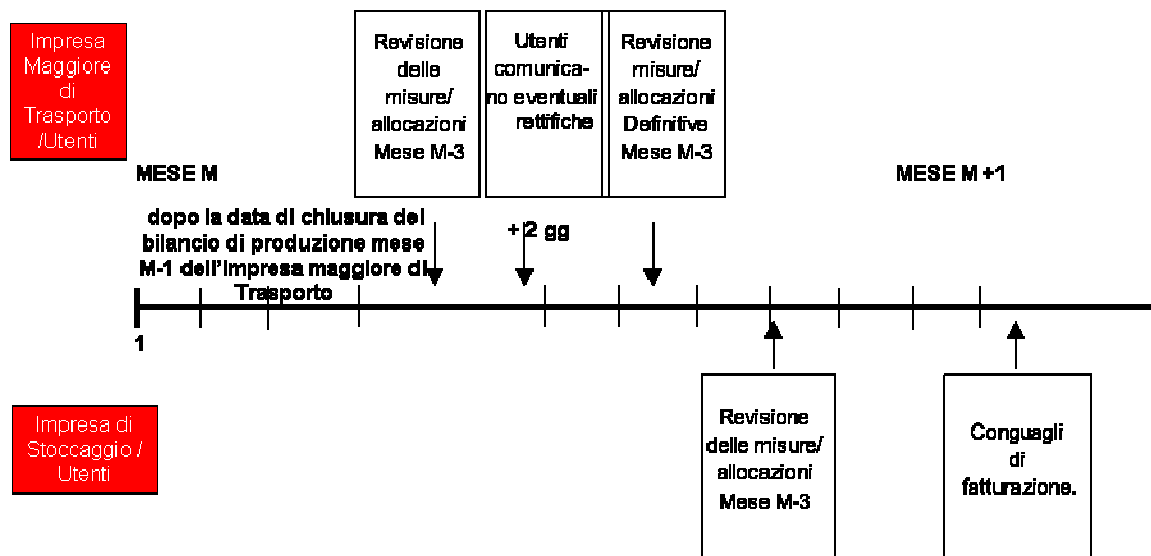 Impresa
Maggiore
di
Trasporto
/Utenti
Revisione
delle
misure/
allocazioni
Mese M-3
Utenti
comunica-
no eventuali
rettifiche
Revisione
misure/
allocazioni
Definitive
Mese M-3
MESE M
MESE M +1
dopo la data di chiusura del
bilancio di produzione mese
M-1 dell'impresa maggiore di
Trasporto
+ 2 gg
1
Impresa di
Stoccaggio /
Utenti
Revisione
delle misure/
allocazioni
Mese M-3
Conguagli
di
fatturazione.